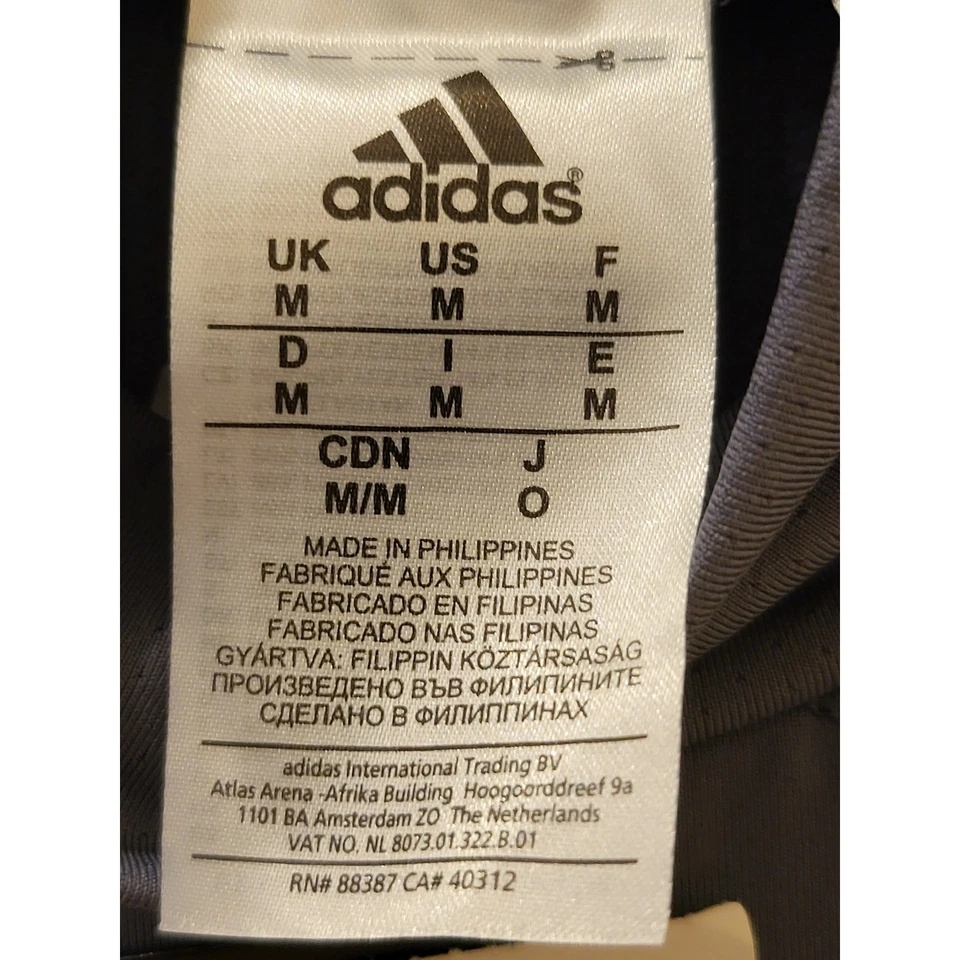 adidas®
UK US F
M M M
D I E
M M M
CDN J
M/M O
MADE IN PHILIPPINES
FABRIQUÉ AUX PHILIPPINES
FABRICADO EN FILIPINAS
FABRICADO NAS FILIPINAS
GYÁRTVA: FILIPPIN KÖZTÁRSASÁG
ПРОИЗВЕДЕНО ВЪВ ФИЛИПИНИТЕ
СДЕЛАНО В ФИЛИППИНАХ
adidas International Trading BV
Atlas Arena -Afrika Building Hoogoorddreef 9a
1101 BA Amsterdam ZO The Netherlands
VAT NO. NL 8073.01.322.B.01
RN# 88387 CA# 40312